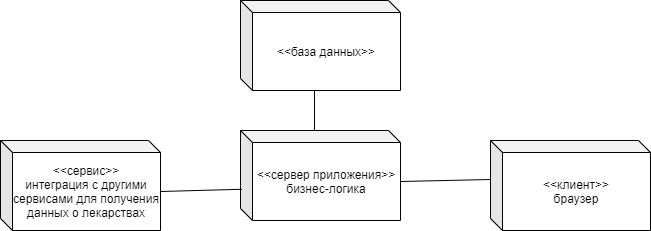 <<база данных>>
<<сервис>>
интеграция с другими
сервисами для получения
данных о лекарствах
<<сервер приложения>>
бизнес-логика
<<клиент>>
браузер